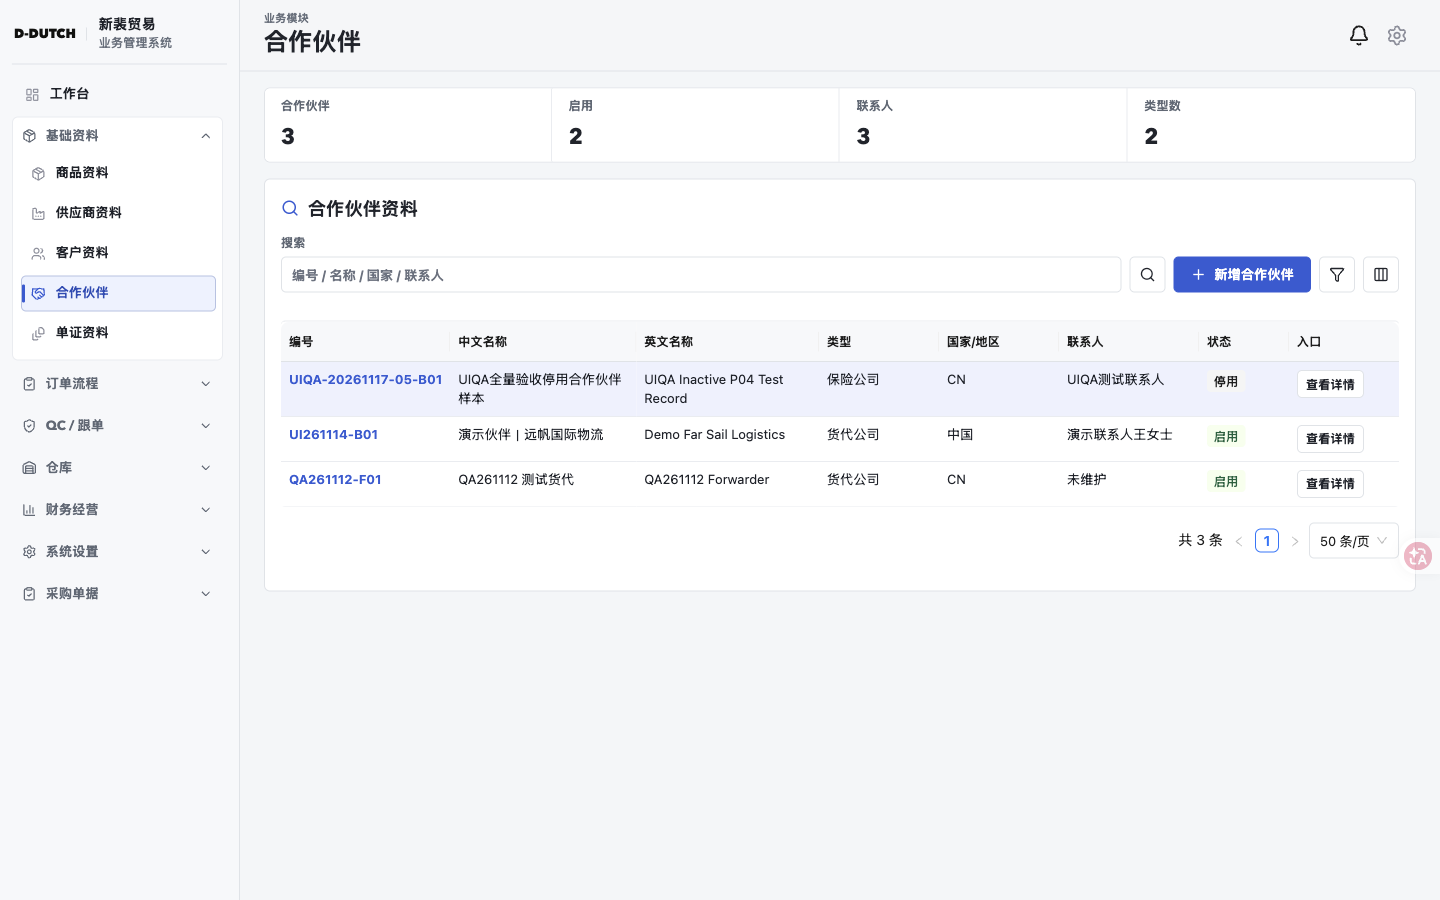 D-DUTCH
新裴贸易
业务管理系统
工作台
基础资料
商品资料
供应商资料
客户资料
合作伙伴
单证资料
订单流程
QC / 跟单
仓库
财务经营
系统设置
采购单据
业务模块
合作伙伴
合作伙伴 启用 联系人 类型数
3 2 3 2
合作伙伴资料
搜索
编号 / 名称 / 国家 / 联系人
新增合作伙伴
编号 中文名称 英文名称 类型 国家/地区 联系人 状态 入口
UIQA-20261117-05-B01 UIQA全量验收停用合作伙伴 UIQA Inactive P04 Test 保险公司 CN UIQA测试联系人 停用 查看详情
样本 Record
UI261114-B01 演示伙伴 | 远帆国际物流 Demo Far Sail Logistics 货代公司 中国 演示联系人王女士 启用 查看详情
QA261112-F01 QA261112 测试货代 QA261112 Forwarder 货代公司 CN 未维护 启用 查看详情
共 3 条 1 50 条/页